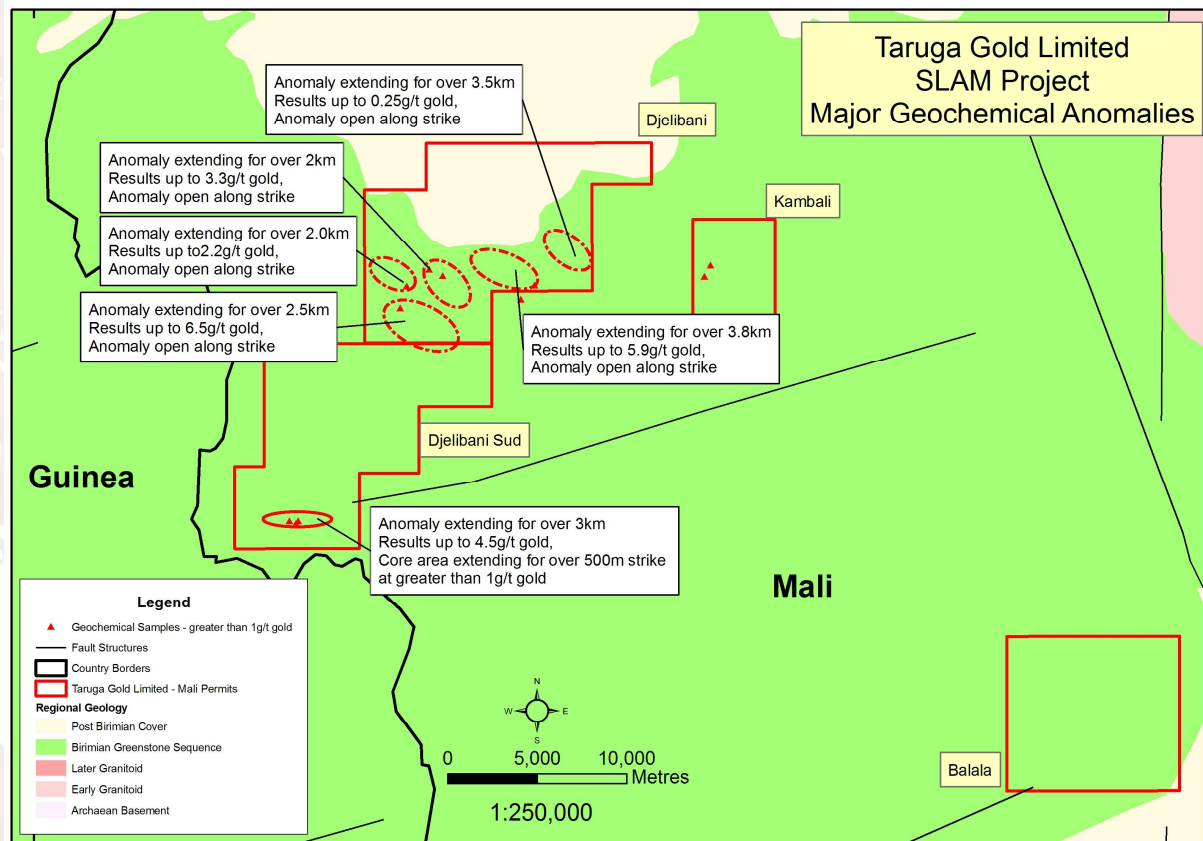 Taruga Gold Limited
SLAM Project
Major Geochemical Anomalies
Anomaly extending for over 3.5km
Results up to 0.25g/t gold,
Anomaly open along strike
Djelibani
Anomaly extending for over 2km
Results up to 3.3g/t gold,
Anomaly open along strike
Kambali
Anomaly extending for over 2.0km
Results up to2.2g/t gold,
Anomaly open along strike
Anomaly extending for over 2.5km
Results up to 6.5g/t gold,
Anomaly open along strike
Anomaly extending for over 3.8km
Results up to 5.9g/t gold,
Anomaly open along strike
Djelibani Sud
Guinea
Anomaly extending for over 3km
Results up to 4.5g/t gold,
Core area extending for over 500m strike
at greater than 1g/t gold
Mali
Legend
Geochemical Samples - greater than 1g/t gold
Fault Structures
Country Borders
Taruga Gold Limited - Mali Permits
Regional Geology
Post Birimian Cover
Birimian Greenstone Sequence
Later Granitoid
Early Granitoid
Archaean Basement
N
W E
S
0 5,000 10,000
Metres
1:250,000
Balala